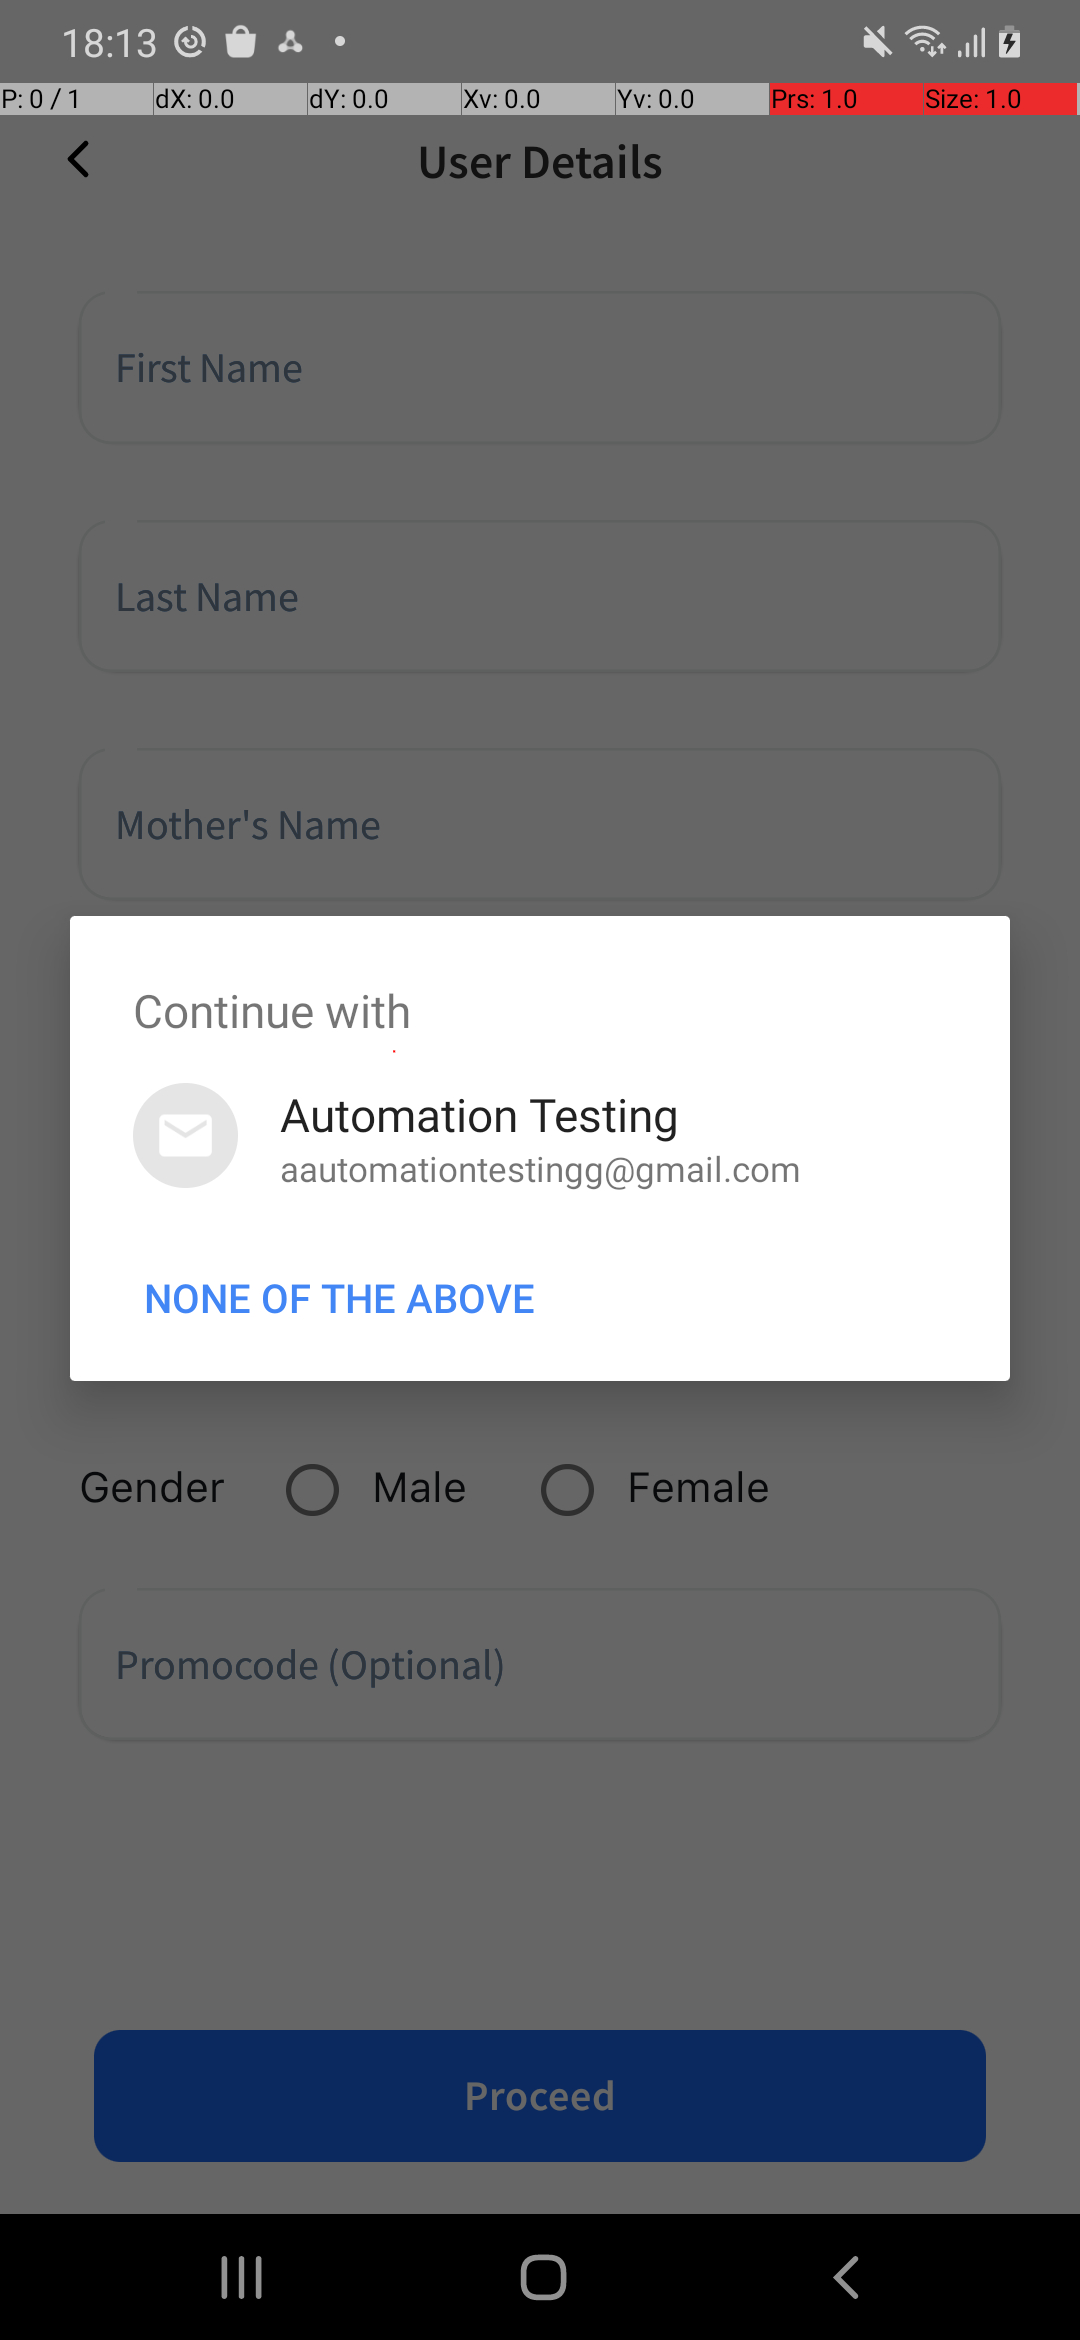 18:13
P: 0 / 1 dX: 0.0 dY: 0.0 Xv: 0.0 Yv: 0.0 Prs: 1.0 Size: 1.0
User Details
First Name
Last Name
Mother's Name
Continue with
Automation Testing
aautomationtestingg@gmail.com
NONE OF THE ABOVE
Gender Male Female
Promocode (Optional)
Proceed